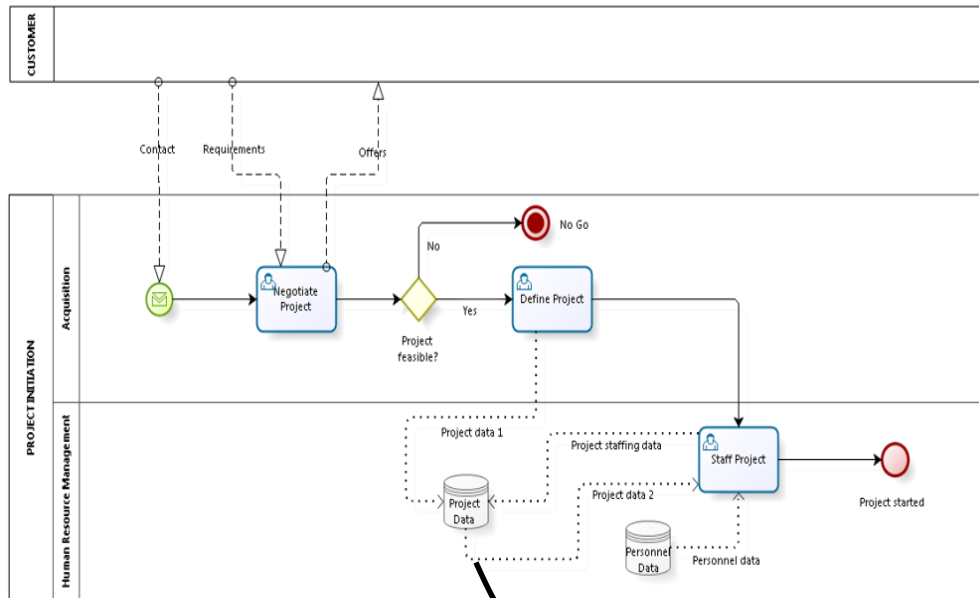 CUSTOMER
Contact
Requirements
Offers
PROJECT INITIATION
Acquisition
No Go
No
Negotiate
Project
Define Project
Yes
Project
feasible?
Human Resource Management
Project data 1
Project staffing data
Staff Project
Project data 2
Project
Data
Project started
Personnel
Data
Personnel data